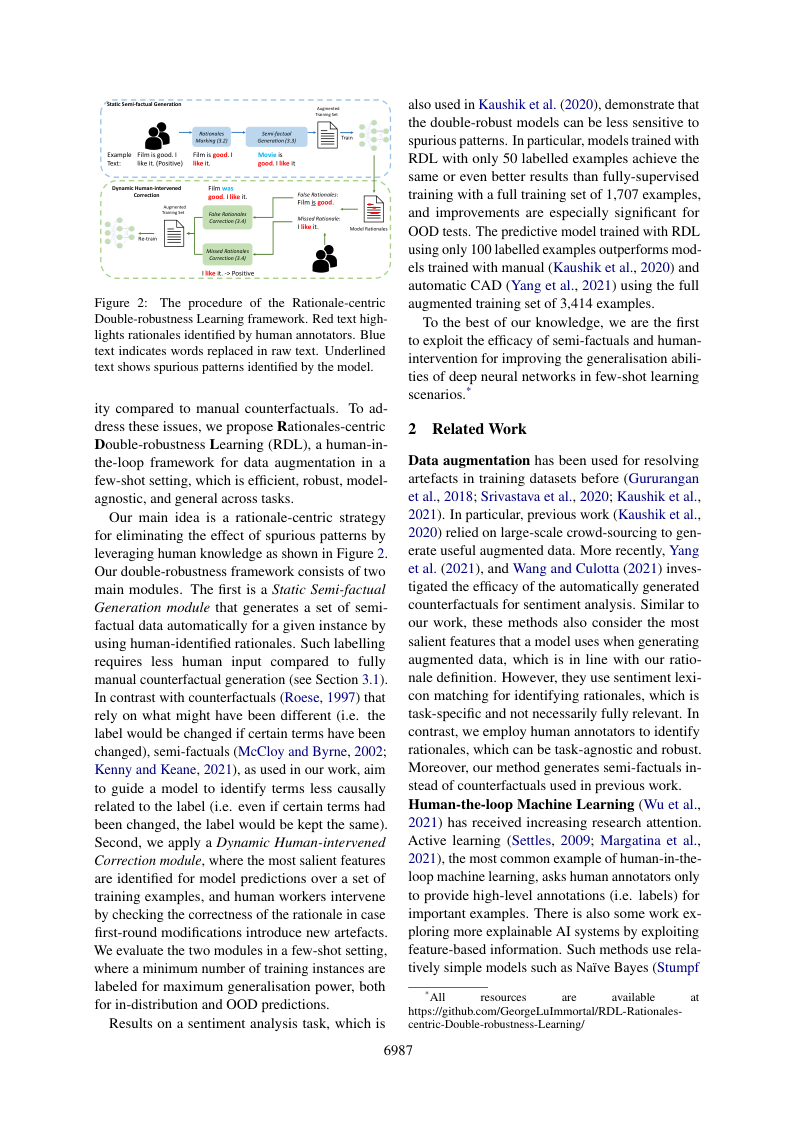 Static Semi-factual Generation
Augmented
Training Set
Rationales
Marking (3.2)
Semi-factual
Generation (3.3)
Train
Example
Text:
Film is good. I
like it. (Positive)
Film is good. I
like it
Movie is
good. I like it
Dynamic Human-intervened
Correction
Film was
good. I like it.
False Rationales:
Film is good.
Augmented
Training Set
False Rationales
Correction (3.4)
Missed Rationale:
I like it.
Model Rationales
Re-train
Missed Rationales
Correction (3.4)
I like it. -> Positive
Figure 2: The procedure of the Rationale-centric
Double-robustness Learning framework. Red text high-
lights rationales identified by human annotators. Blue
text indicates words replaced in raw text. Underlined
text shows spurious patterns identified by the model.
ity compared to manual counterfactuals. To ad-
dress these issues, we propose Rationales-centric
Double-robustness Learning (RDL), a human-in-
the-loop framework for data augmentation in a
few-shot setting, which is efficient, robust, model-
agnostic, and general across tasks.
Our main idea is a rationale-centric strategy
for eliminating the effect of spurious patterns by
leveraging human knowledge as shown in Figure 2.
Our double-robustness framework consists of two
main modules. The first is a Static Semi-factual
Generation module that generates a set of semi-
factual data automatically for a given instance by
using human-identified rationales. Such labelling
requires less human input compared to fully
manual counterfactual generation (see Section 3.1).
In contrast with counterfactuals (Roese, 1997) that
rely on what might have been different (i.e. the
label would be changed if certain terms have been
changed), semi-factuals (McCloy and Byrne, 2002;
Kenny and Keane, 2021), as used in our work, aim
to guide a model to identify terms less causally
related to the label (i.e. even if certain terms had
been changed, the label would be kept the same).
Second, we apply a Dynamic Human-intervened
Correction module, where the most salient features
are identified for model predictions over a set of
training examples, and human workers intervene
by checking the correctness of the rationale in case
first-round modifications introduce new artefacts.
We evaluate the two modules in a few-shot setting,
where a minimum number of training instances are
labeled for maximum generalisation power, both
for in-distribution and OOD predictions.
Results on a sentiment analysis task, which is
also used in Kaushik et al. (2020), demonstrate that
the double-robust models can be less sensitive to
spurious patterns. In particular, models trained with
RDL with only 50 labelled examples achieve the
same or even better results than fully-supervised
training with a full training set of 1,707 examples,
and improvements are especially significant for
OOD tests. The predictive model trained with RDL
using only 100 labelled examples outperforms mod-
els trained with manual (Kaushik et al., 2020) and
automatic CAD (Yang et al., 2021) using the full
augmented training set of 3,414 examples.
To the best of our knowledge, we are the first
to exploit the efficacy of semi-factuals and human-
intervention for improving the generalisation abili-
ties of deep neural networks in few-shot learning
scenarios.*
2 Related Work
Data augmentation has been used for resolving
artefacts in training datasets before (Gururangan
et al., 2018; Srivastava et al., 2020; Kaushik et al.,
2021). In particular, previous work (Kaushik et al.,
2020) relied on large-scale crowd-sourcing to gen-
erate useful augmented data. More recently, Yang
et al. (2021), and Wang and Culotta (2021) inves-
tigated the efficacy of the automatically generated
counterfactuals for sentiment analysis. Similar to
our work, these methods also consider the most
salient features that a model uses when generating
augmented data, which is in line with our ratio-
nale definition. However, they use sentiment lexi-
con matching for identifying rationales, which is
task-specific and not necessarily fully relevant. In
contrast, we employ human annotators to identify
rationales, which can be task-agnostic and robust.
Moreover, our method generates semi-factuals in-
stead of counterfactuals used in previous work.
Human-the-loop Machine Learning (Wu et al.,
2021) has received increasing research attention.
Active learning (Settles, 2009; Margatina et al.,
2021), the most common example of human-in-the-
loop machine learning, asks human annotators only
to provide high-level annotations (i.e. labels) for
important examples. There is also some work ex-
ploring more explainable AI systems by exploiting
feature-based information. Such methods use rela-
tively simple models such as Naïve Bayes (Stumpf
*All resources are available at
https://github.com/GeorgeLuImmortal/RDL-Rationales-
centric-Double-robustness-Learning/
6987